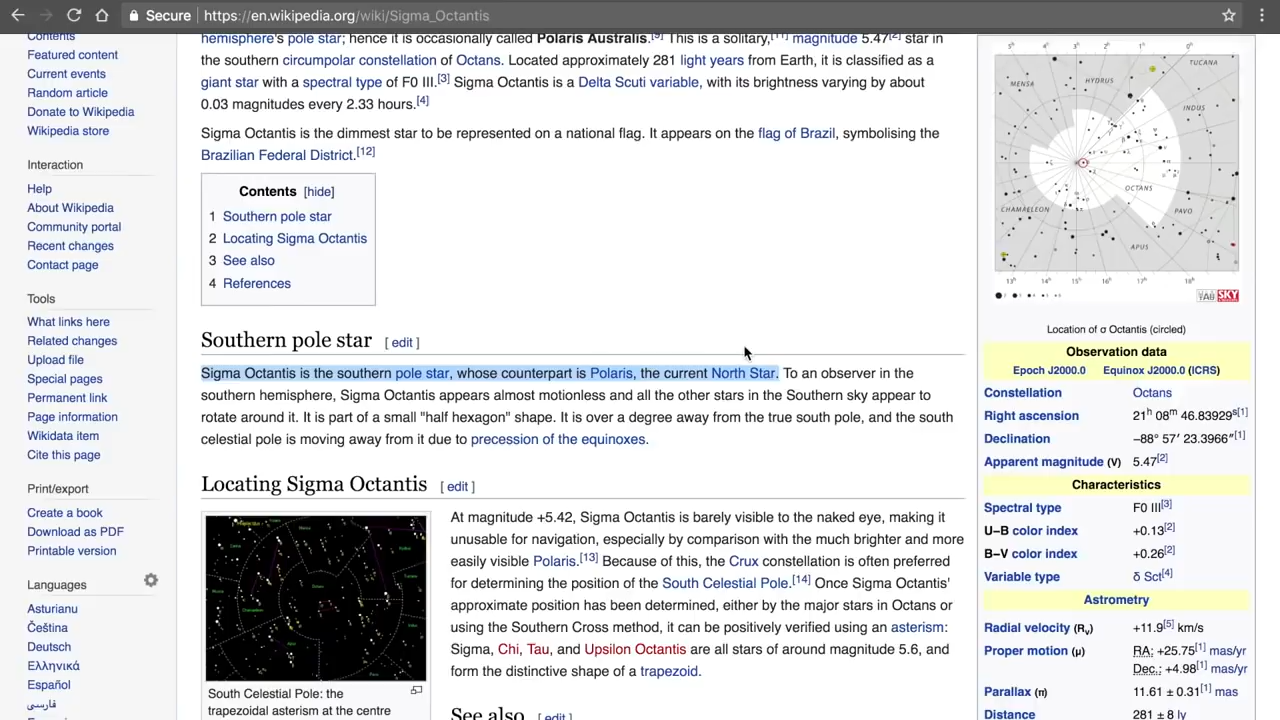 Secure https://en.wikipedia.org/wiki/Sigma_Octantis
Contents
Featured content
Current events
Random article
Donate to Wikipedia
Wikipedia store
Interaction
Help
About Wikipedia
Community portal
Recent changes
Contact page
Tools
What links here
Related changes
Upload file
Special pages
Permanent link
Page information
Wikidata item
Cite this page
Print/export
Create a book
Download as PDF
Printable version
Languages
Asturianu
Čeština
Deutsch
Ελληνικά
Español
فارسی
hemisphere's pole star; hence it is occasionally called Polaris Australis.[9] This is a solitary,[11] magnitude 5.47[2] star in
the southern circumpolar constellation of Octans. Located approximately 281 light years from Earth, it is classified as a
giant star with a spectral type of F0 III.[3] Sigma Octantis is a Delta Scuti variable, with its brightness varying by about
0.03 magnitudes every 2.33 hours.[4]
Sigma Octantis is the dimmest star to be represented on a national flag. It appears on the flag of Brazil, symbolising the
Brazilian Federal District.[12]
Contents [hide]
1 Southern pole star
2 Locating Sigma Octantis
3 See also
4 References
Southern pole star [ edit ]
Sigma Octantis is the southern pole star, whose counterpart is Polaris, the current North Star. To an observer in the
southern hemisphere, Sigma Octantis appears almost motionless and all the other stars in the Southern sky appear to
rotate around it. It is part of a small "half hexagon" shape. It is over a degree away from the true south pole, and the south
celestial pole is moving away from it due to precession of the equinoxes.
Locating Sigma Octantis [ edit ]
South Celestial Pole: the
trapezoidal asterism at the centre
At magnitude +5.42, Sigma Octantis is barely visible to the naked eye, making it
unusable for navigation, especially by comparison with the much brighter and more
easily visible Polaris.[13] Because of this, the Crux constellation is often preferred
for determining the position of the South Celestial Pole.[14] Once Sigma Octantis'
approximate position has been determined, either by the major stars in Octans or
using the Southern Cross method, it can be positively verified using an asterism:
Sigma, Chi, Tau, and Upsilon Octantis are all stars of around magnitude 5.6, and
form the distinctive shape of a trapezoid.
See also [ edit ]
5h 4h 3h 2h 1h 0h
TUCANA
MENSA
HYDRUS
INDUS
OCTANS
CHAMAELEON
PAVO
APUS
13h 14h 15h 16h 17h 18h
IAU SKY
Location of σ Octantis (circled)
Observation data
Epoch J2000.0 Equinox J2000.0 (ICRS)
Constellation Octans
Right ascension 21h 08m 46.83929s[1]
Declination −88° 57′ 23.3966″[1]
Apparent magnitude (V) 5.47[2]
Characteristics
Spectral type F0 III[3]
U−B color index +0.13[2]
B−V color index +0.26[2]
Variable type δ Sct[4]
Astrometry
Radial velocity (Rv) +11.9[5] km/s
Proper motion (μ) RA: +25.75[1] mas/yr
Dec.: +4.98[1] mas/yr
Parallax (π) 11.61 ± 0.31[1] mas
Distance 281 ± 8 ly